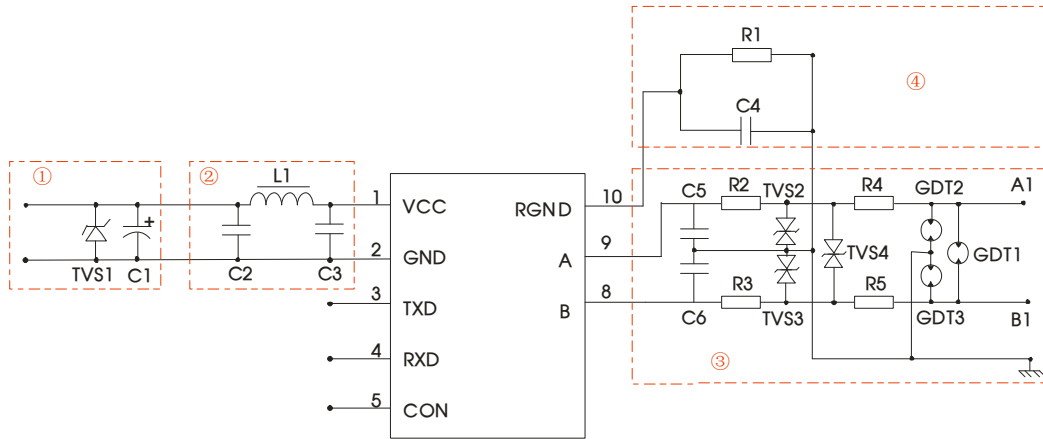 R1
④
C4
①
②
L1
1
VCC
10
RGND
C5
R2
TVS2
R4
GDT2
A1
9
TVS1
C1
C2
C3
2
GND
A
TVS4
GDT1
3
TXD
8
B
C6
R3
TVS3
R5
GDT3
B1
4
RXD
③
5
CON
+